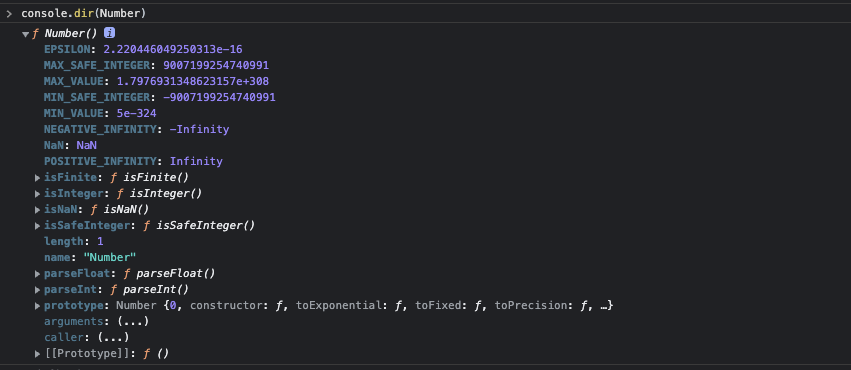 console.dir(Number)
ƒ Number() i
EPSILON: 2.220446049250313e-16
MAX_SAFE_INTEGER: 9007199254740991
MAX_VALUE: 1.7976931348623157e+308
MIN_SAFE_INTEGER: -9007199254740991
MIN_VALUE: 5e-324
NEGATIVE_INFINITY: -Infinity
NaN: NaN
POSITIVE_INFINITY: Infinity
isFinite: ƒ isFinite()
isInteger: ƒ isInteger()
isNaN: ƒ isNaN()
isSafeInteger: ƒ isSafeInteger()
length: 1
name: "Number"
parseFloat: ƒ parseFloat()
parseInt: ƒ parseInt()
prototype: Number {0, constructor: ƒ, toExponential: ƒ, toFixed: ƒ, toPrecision: ƒ, …}
arguments: (...)
caller: (...)
[[Prototype]]: ƒ ()